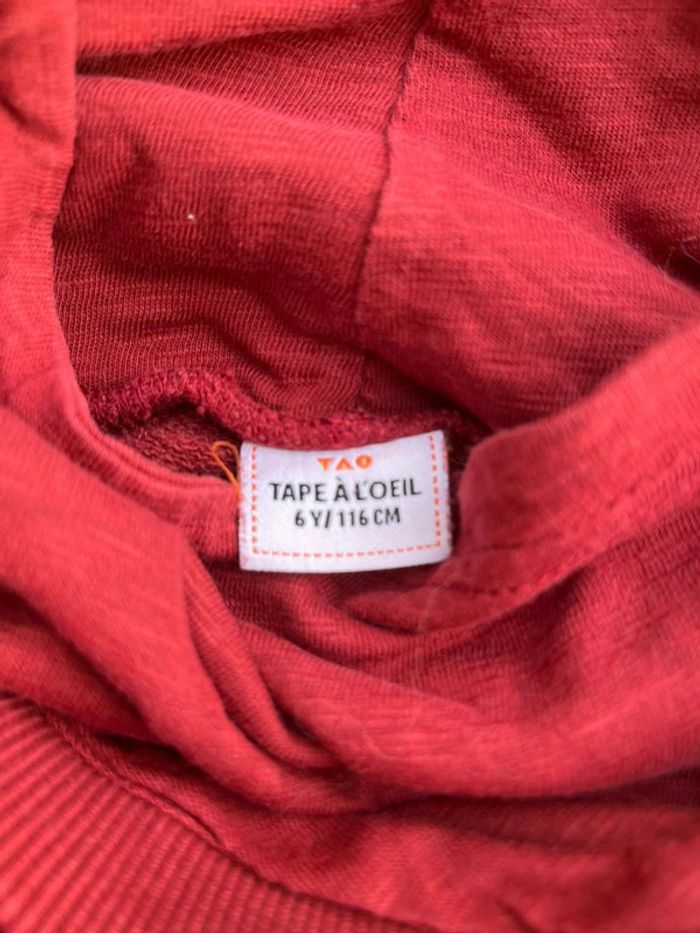 TAO
TAPE À L'OEIL
6 Y/ 116 CM